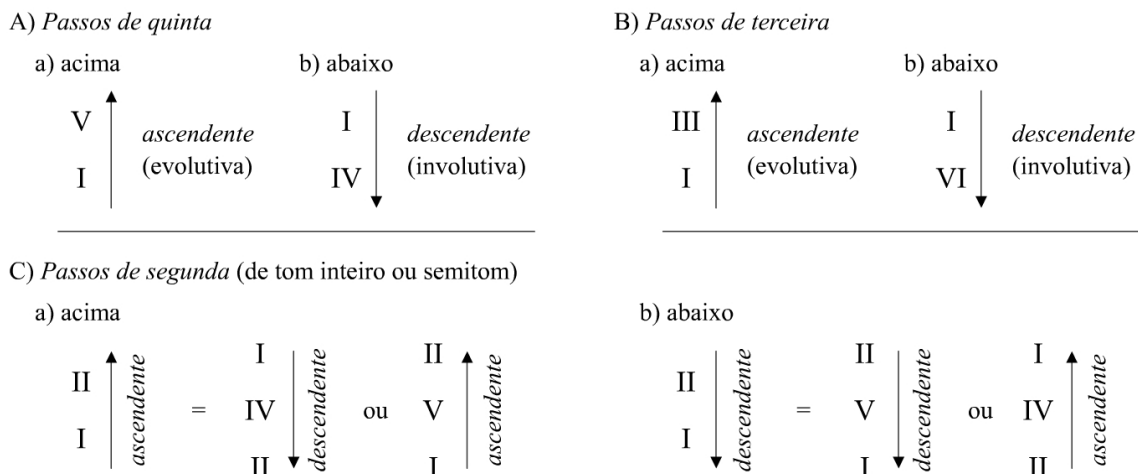 A) Passos de quinta
a) acima
b) abaixo
V
I
ascendente
(evolutiva)
I
IV
descendente
(involutiva)
B) Passos de terceira
a) acima
b) abaixo
III
I
ascendente
(evolutiva)
I
VI
descendente
(involutiva)
C) Passos de segunda (de tom inteiro ou semitom)
a) acima
II
I
ascendente
=
I
IV
II
descendente
ou
II
V
I
ascendente
b) abaixo
II
I
descendente
=
II
V
I
descendente
ou
I
IV
II
ascendente